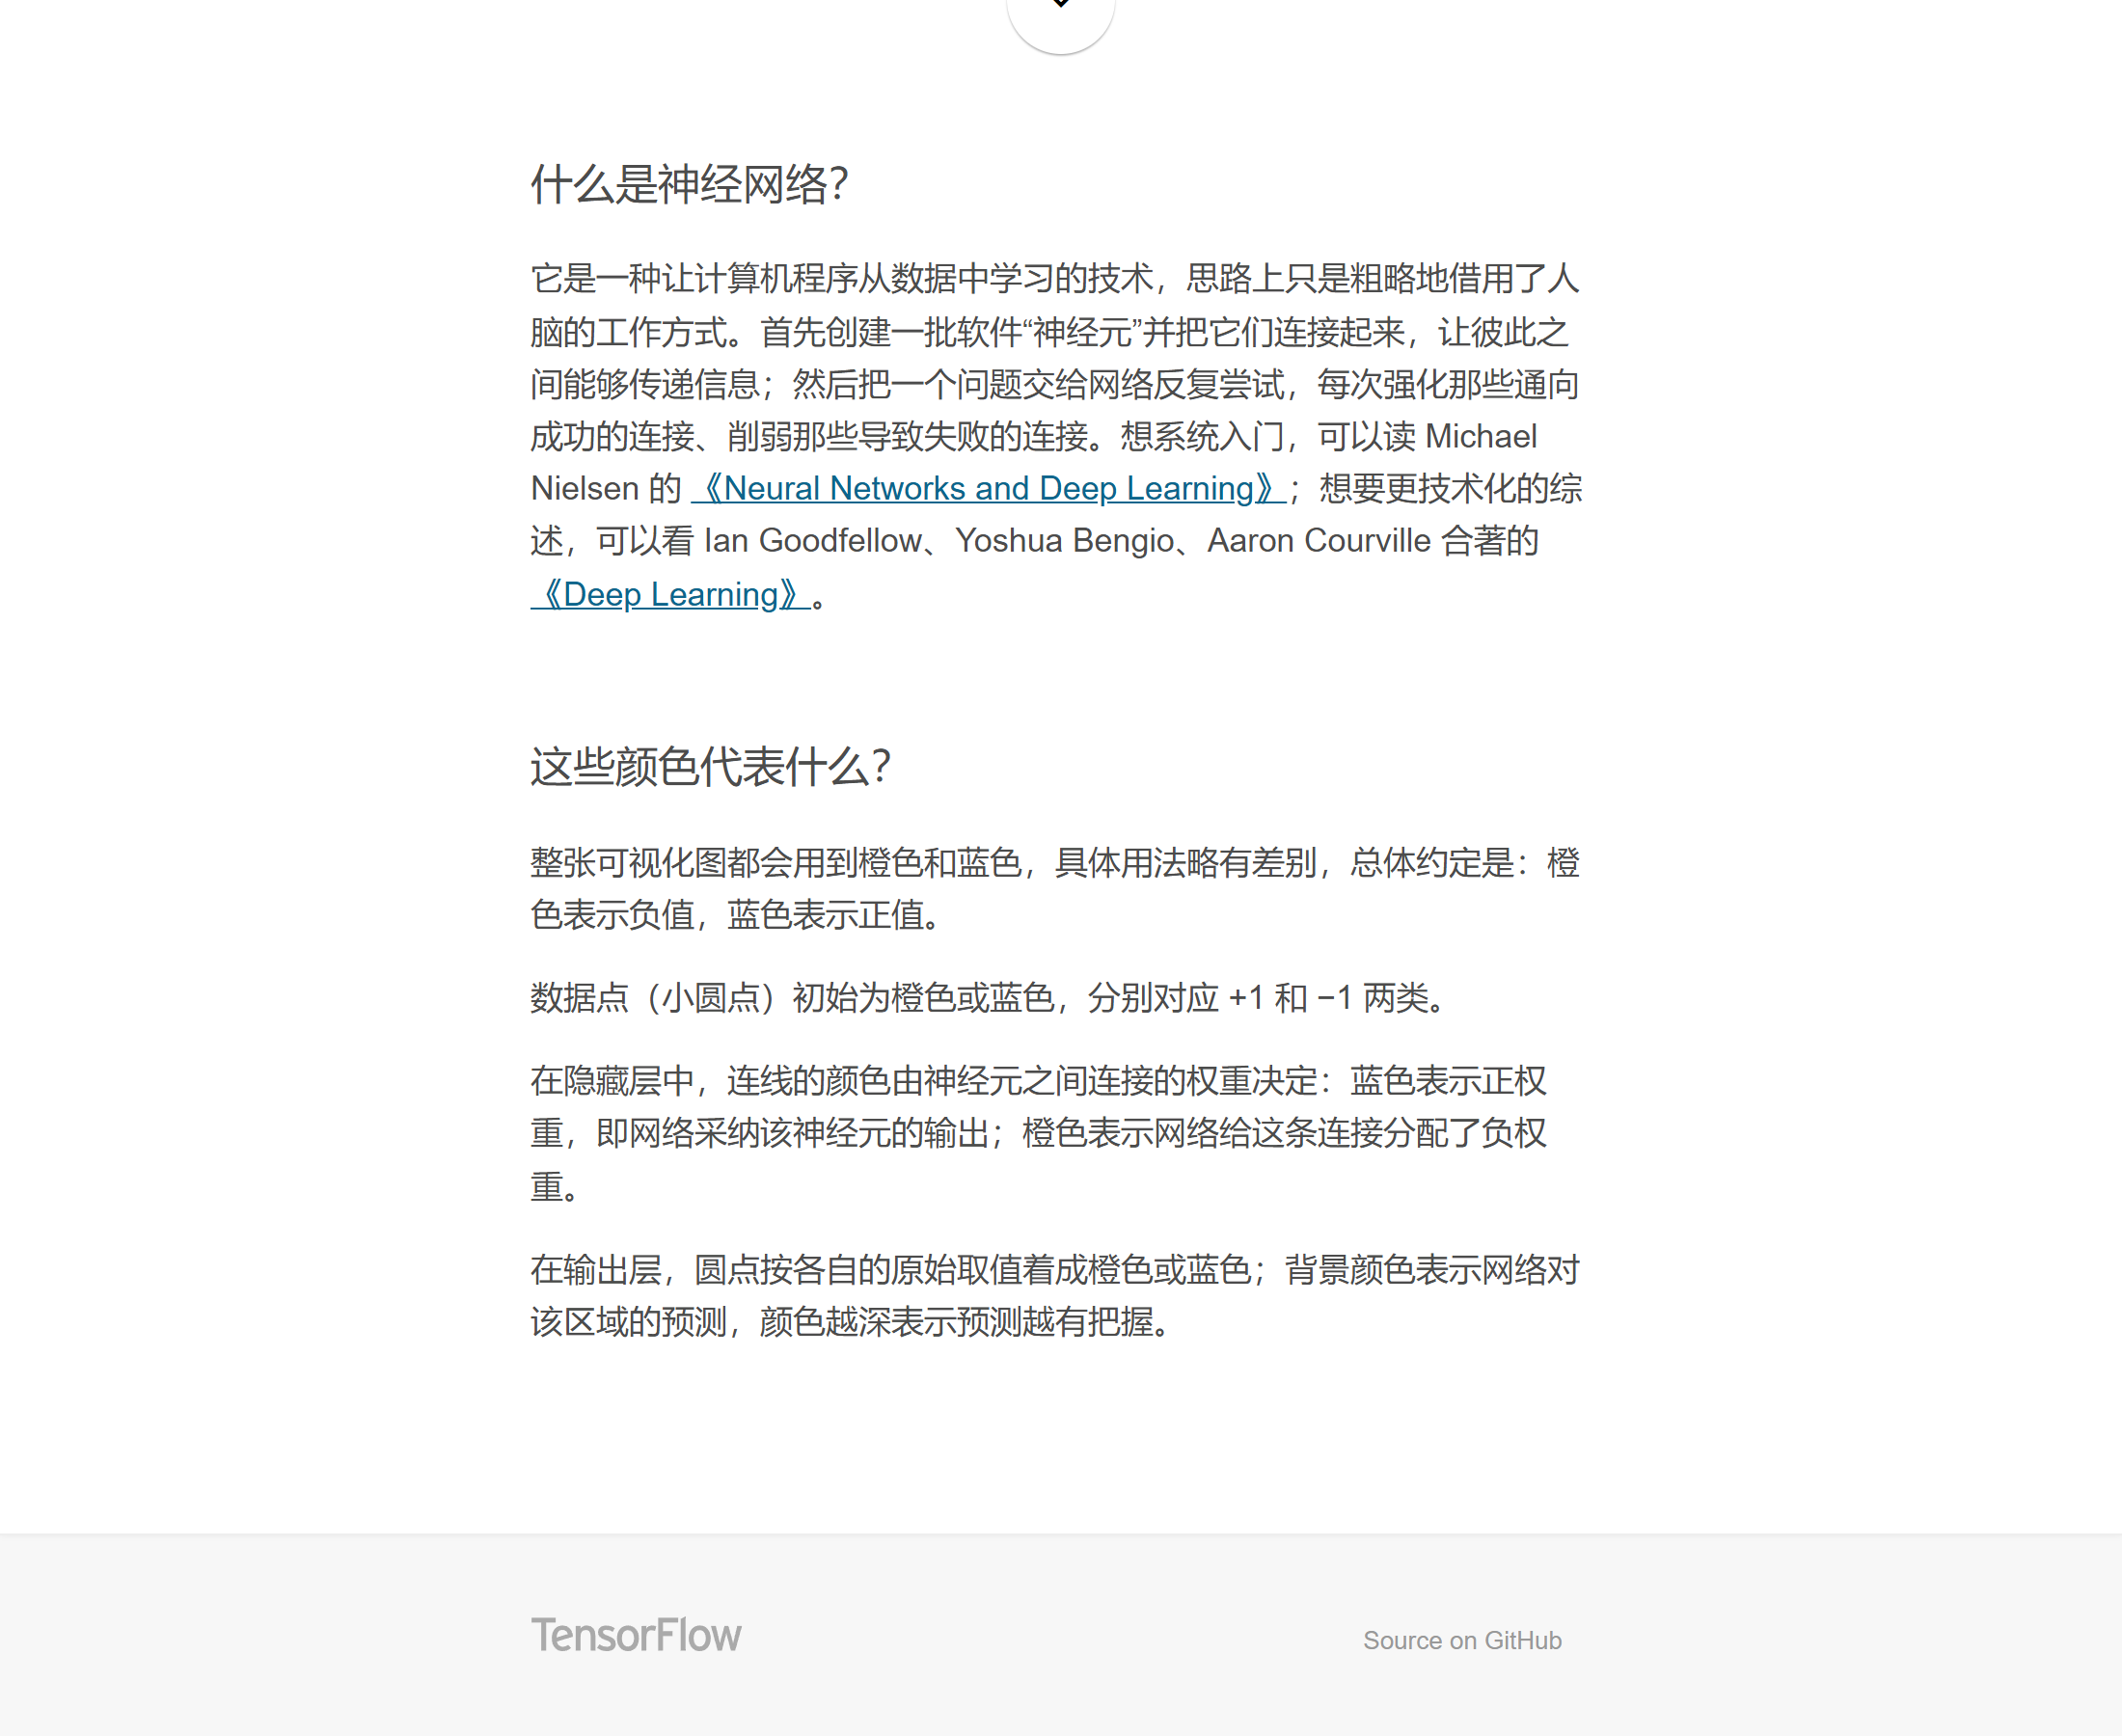 什么是神经网络？
它是一种让计算机程序从数据中学习的技术，思路上只是粗略地借用了人
脑的工作方式。首先创建一批软件“神经元”并把它们连接起来，让彼此之
间能够传递信息；然后把一个问题交给网络反复尝试，每次强化那些通向
成功的连接、削弱那些导致失败的连接。想系统入门，可以读 Michael
Nielsen 的 《Neural Networks and Deep Learning》；想要更技术化的综
述，可以看 Ian Goodfellow、Yoshua Bengio、Aaron Courville 合著的
《Deep Learning》。
这些颜色代表什么？
整张可视化图都会用到橙色和蓝色，具体用法略有差别，总体约定是：橙
色表示负值，蓝色表示正值。
数据点（小圆点）初始为橙色或蓝色，分别对应 +1 和 −1 两类。
在隐藏层中，连线的颜色由神经元之间连接的权重决定：蓝色表示正权
重，即网络采纳该神经元的输出；橙色表示网络给这条连接分配了负权
重。
在输出层，圆点按各自的原始取值着成橙色或蓝色；背景颜色表示网络对
该区域的预测，颜色越深表示预测越有把握。
TensorFlow
Source on GitHub